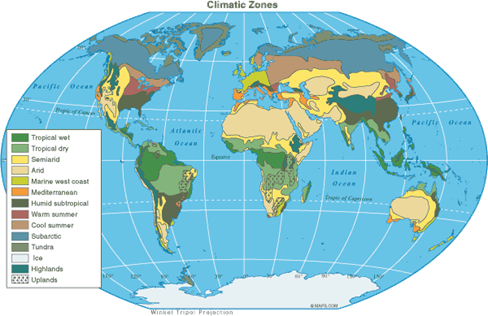 Climatic Zones
Pacific Ocean
Tropic of Cancer
Atlantic
Ocean
Equator
Pacific Ocean
Indian
Ocean
Tropic of Capricorn
Tropical wet
Tropical dry
Semiarid
Arid
Marine west coast
Mediterranean
Humid subtropical
Warm summer
Cool summer
Subarctic
Tundra
Ice
Highlands
Uplands
©MAPS.COM
Winkel Tripel Projection